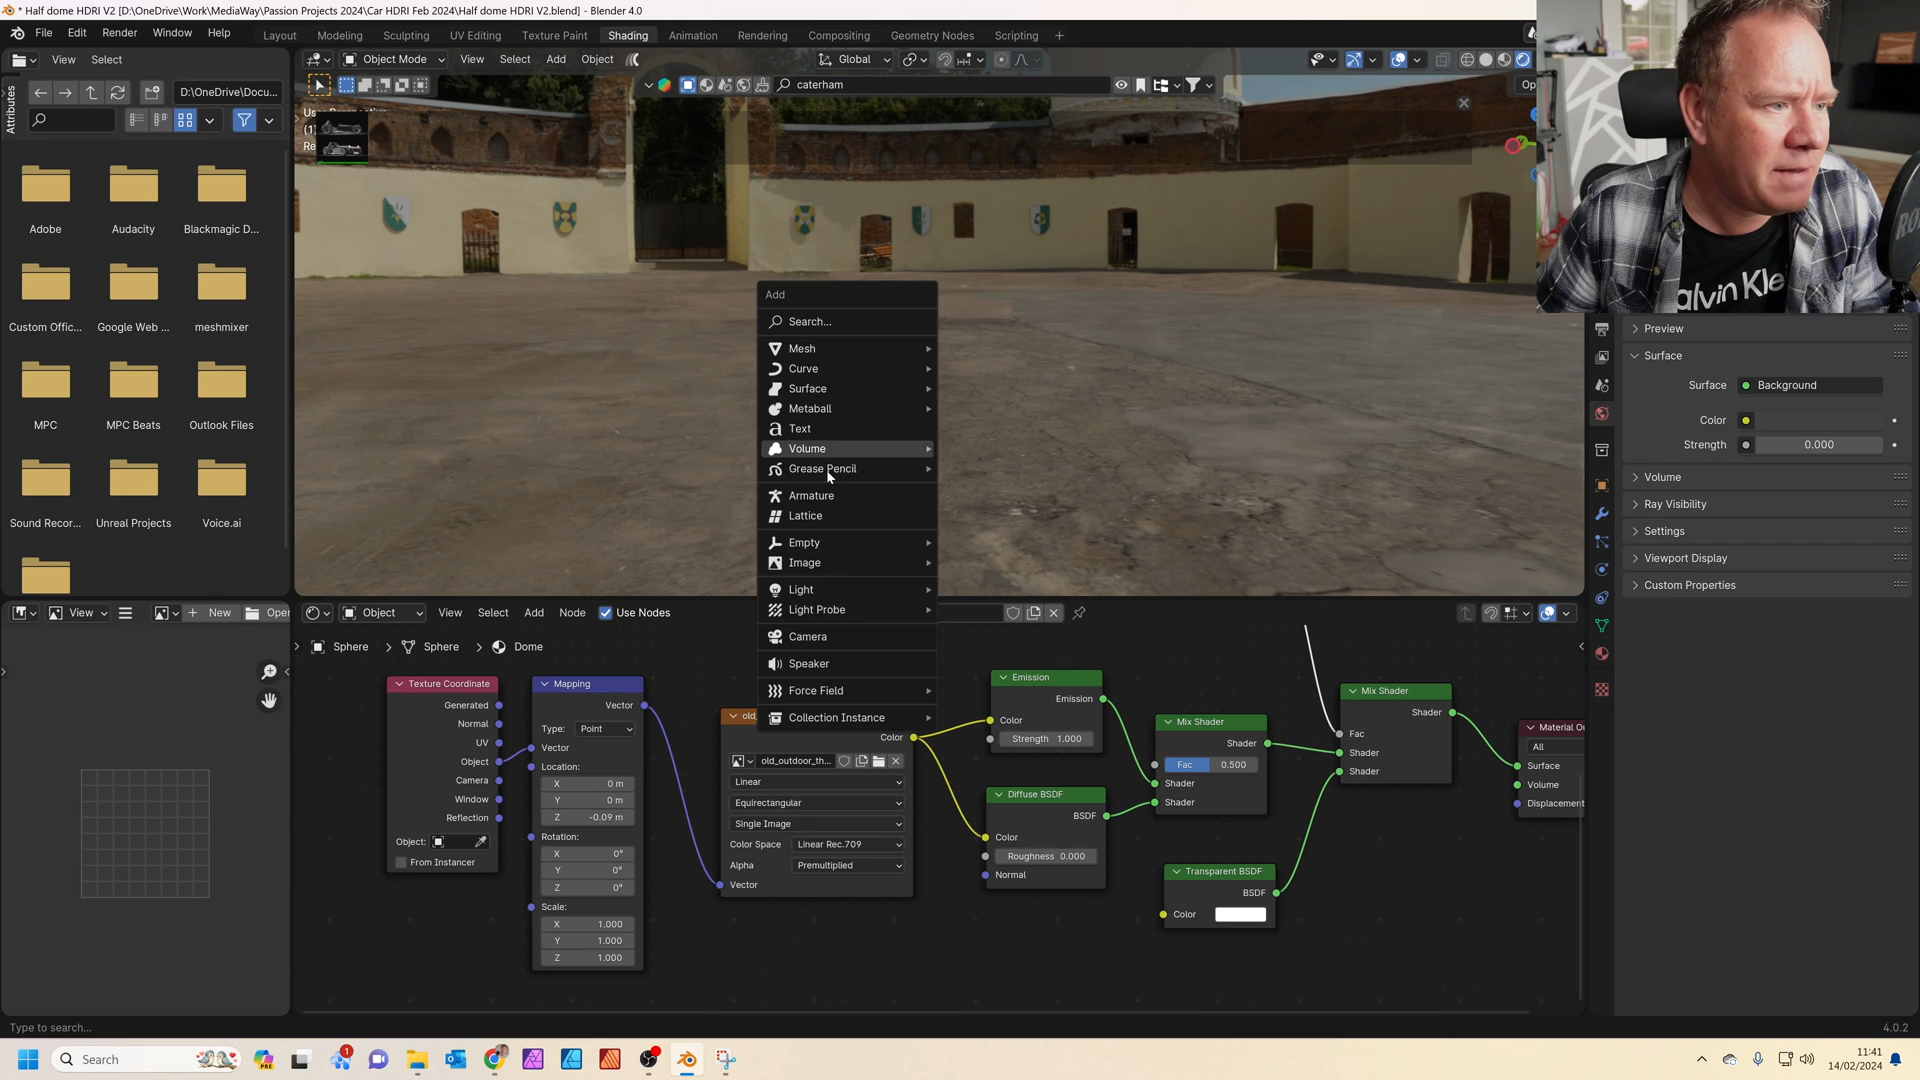 * Half dome HDRI V2 [D:\OneDrive\Work\MediaWay\Passion Projects 2024\Car HDRI Feb 2024\Half dome HDRI V2.blend] - Blender 4.0
File Edit Render Window Help
Layout Modeling Sculpting UV Editing Texture Paint Shading Animation Rendering Compositing Geometry Nodes Scripting +
View Select
Object Mode View Select Add Object Global
D:\OneDrive\Docu...
caterham
Attributes
(1)
Adobe Audacity Blackmagic D...
Custom Offic... Google Web ... meshmixer
MPC MPC Beats Outlook Files
Sound Recor... Unreal Projects Voice.ai
Add
Search...
Mesh
Curve
Surface
Metaball
Text
Volume
Grease Pencil
Armature
Lattice
Empty
Image
Light
Light Probe
Camera
Speaker
Force Field
Collection Instance
Calvin Kle
Preview
Surface
Surface Background
Color
Strength 0.000
Volume
Ray Visibility
Settings
Viewport Display
Custom Properties
View New Open
Object View Select Add Node Use Nodes
Sphere > Sphere > Dome
Texture Coordinate
Generated
Normal
UV
Object
Camera
Window
Reflection
Object:
From Instancer
Mapping
Vector
Type: Point
Vector
Location:
X 0 m
Y 0 m
Z -0.09 m
Rotation:
X 0°
Y 0°
Z 0°
Scale:
X 1.000
Y 1.000
Z 1.000
Color
old_outdoor_th...
Linear
Equirectangular
Single Image
Color Space Linear Rec.709
Alpha Premultiplied
Vector
Emission
Emission
Color
Strength 1.000
Diffuse BSDF
BSDF
Color
Roughness 0.000
Normal
Mix Shader
Shader
Fac 0.500
Shader
Shader
Transparent BSDF
BSDF
Color
Mix Shader
Shader
Fac
Shader
Shader
Material Ou
All
Surface
Volume
Displacement
Type to search...
4.0.2
Search
11:41
14/02/2024